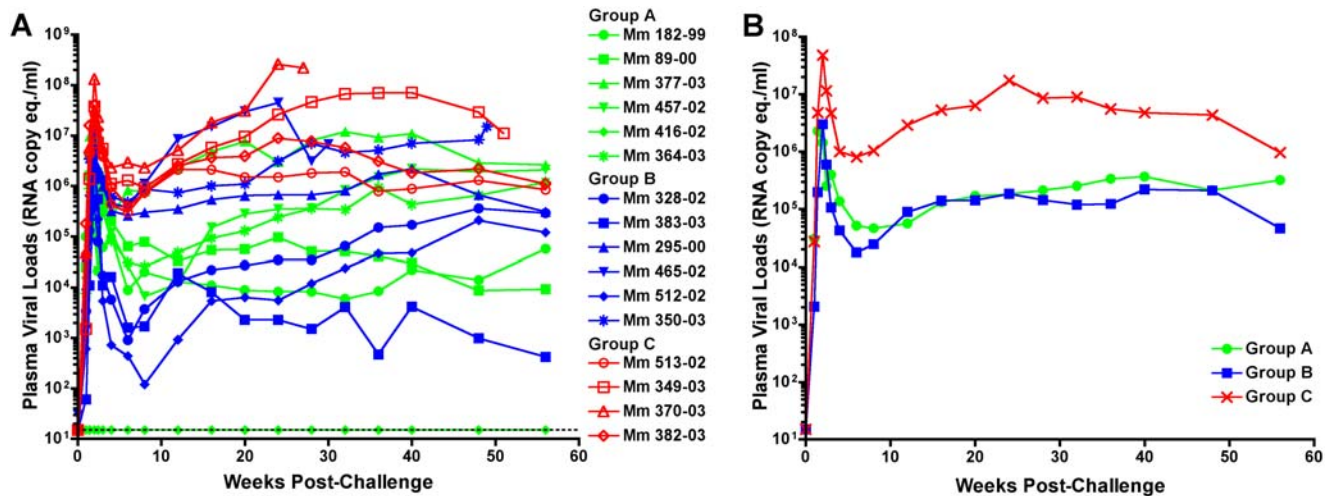 A
Plasma Viral Loads (RNA copy eq./ml)
10⁹
10⁸
10⁷
10⁶
10⁵
10⁴
10³
10²
10¹
0 10 20 30 40 50 60
Weeks Post-Challenge
Group A
Mm 182-99
Mm 89-00
Mm 377-03
Mm 457-02
Mm 416-02
Mm 364-03
Group B
Mm 328-02
Mm 383-03
Mm 295-00
Mm 465-02
Mm 512-02
Mm 350-03
Group C
Mm 513-02
Mm 349-03
Mm 370-03
Mm 382-03
B
Plasma Viral Loads (RNA copy eq./ml)
10⁸
10⁷
10⁶
10⁵
10⁴
10³
10²
10¹
0 10 20 30 40 50 60
Weeks Post-Challenge
Group A
Group B
Group C